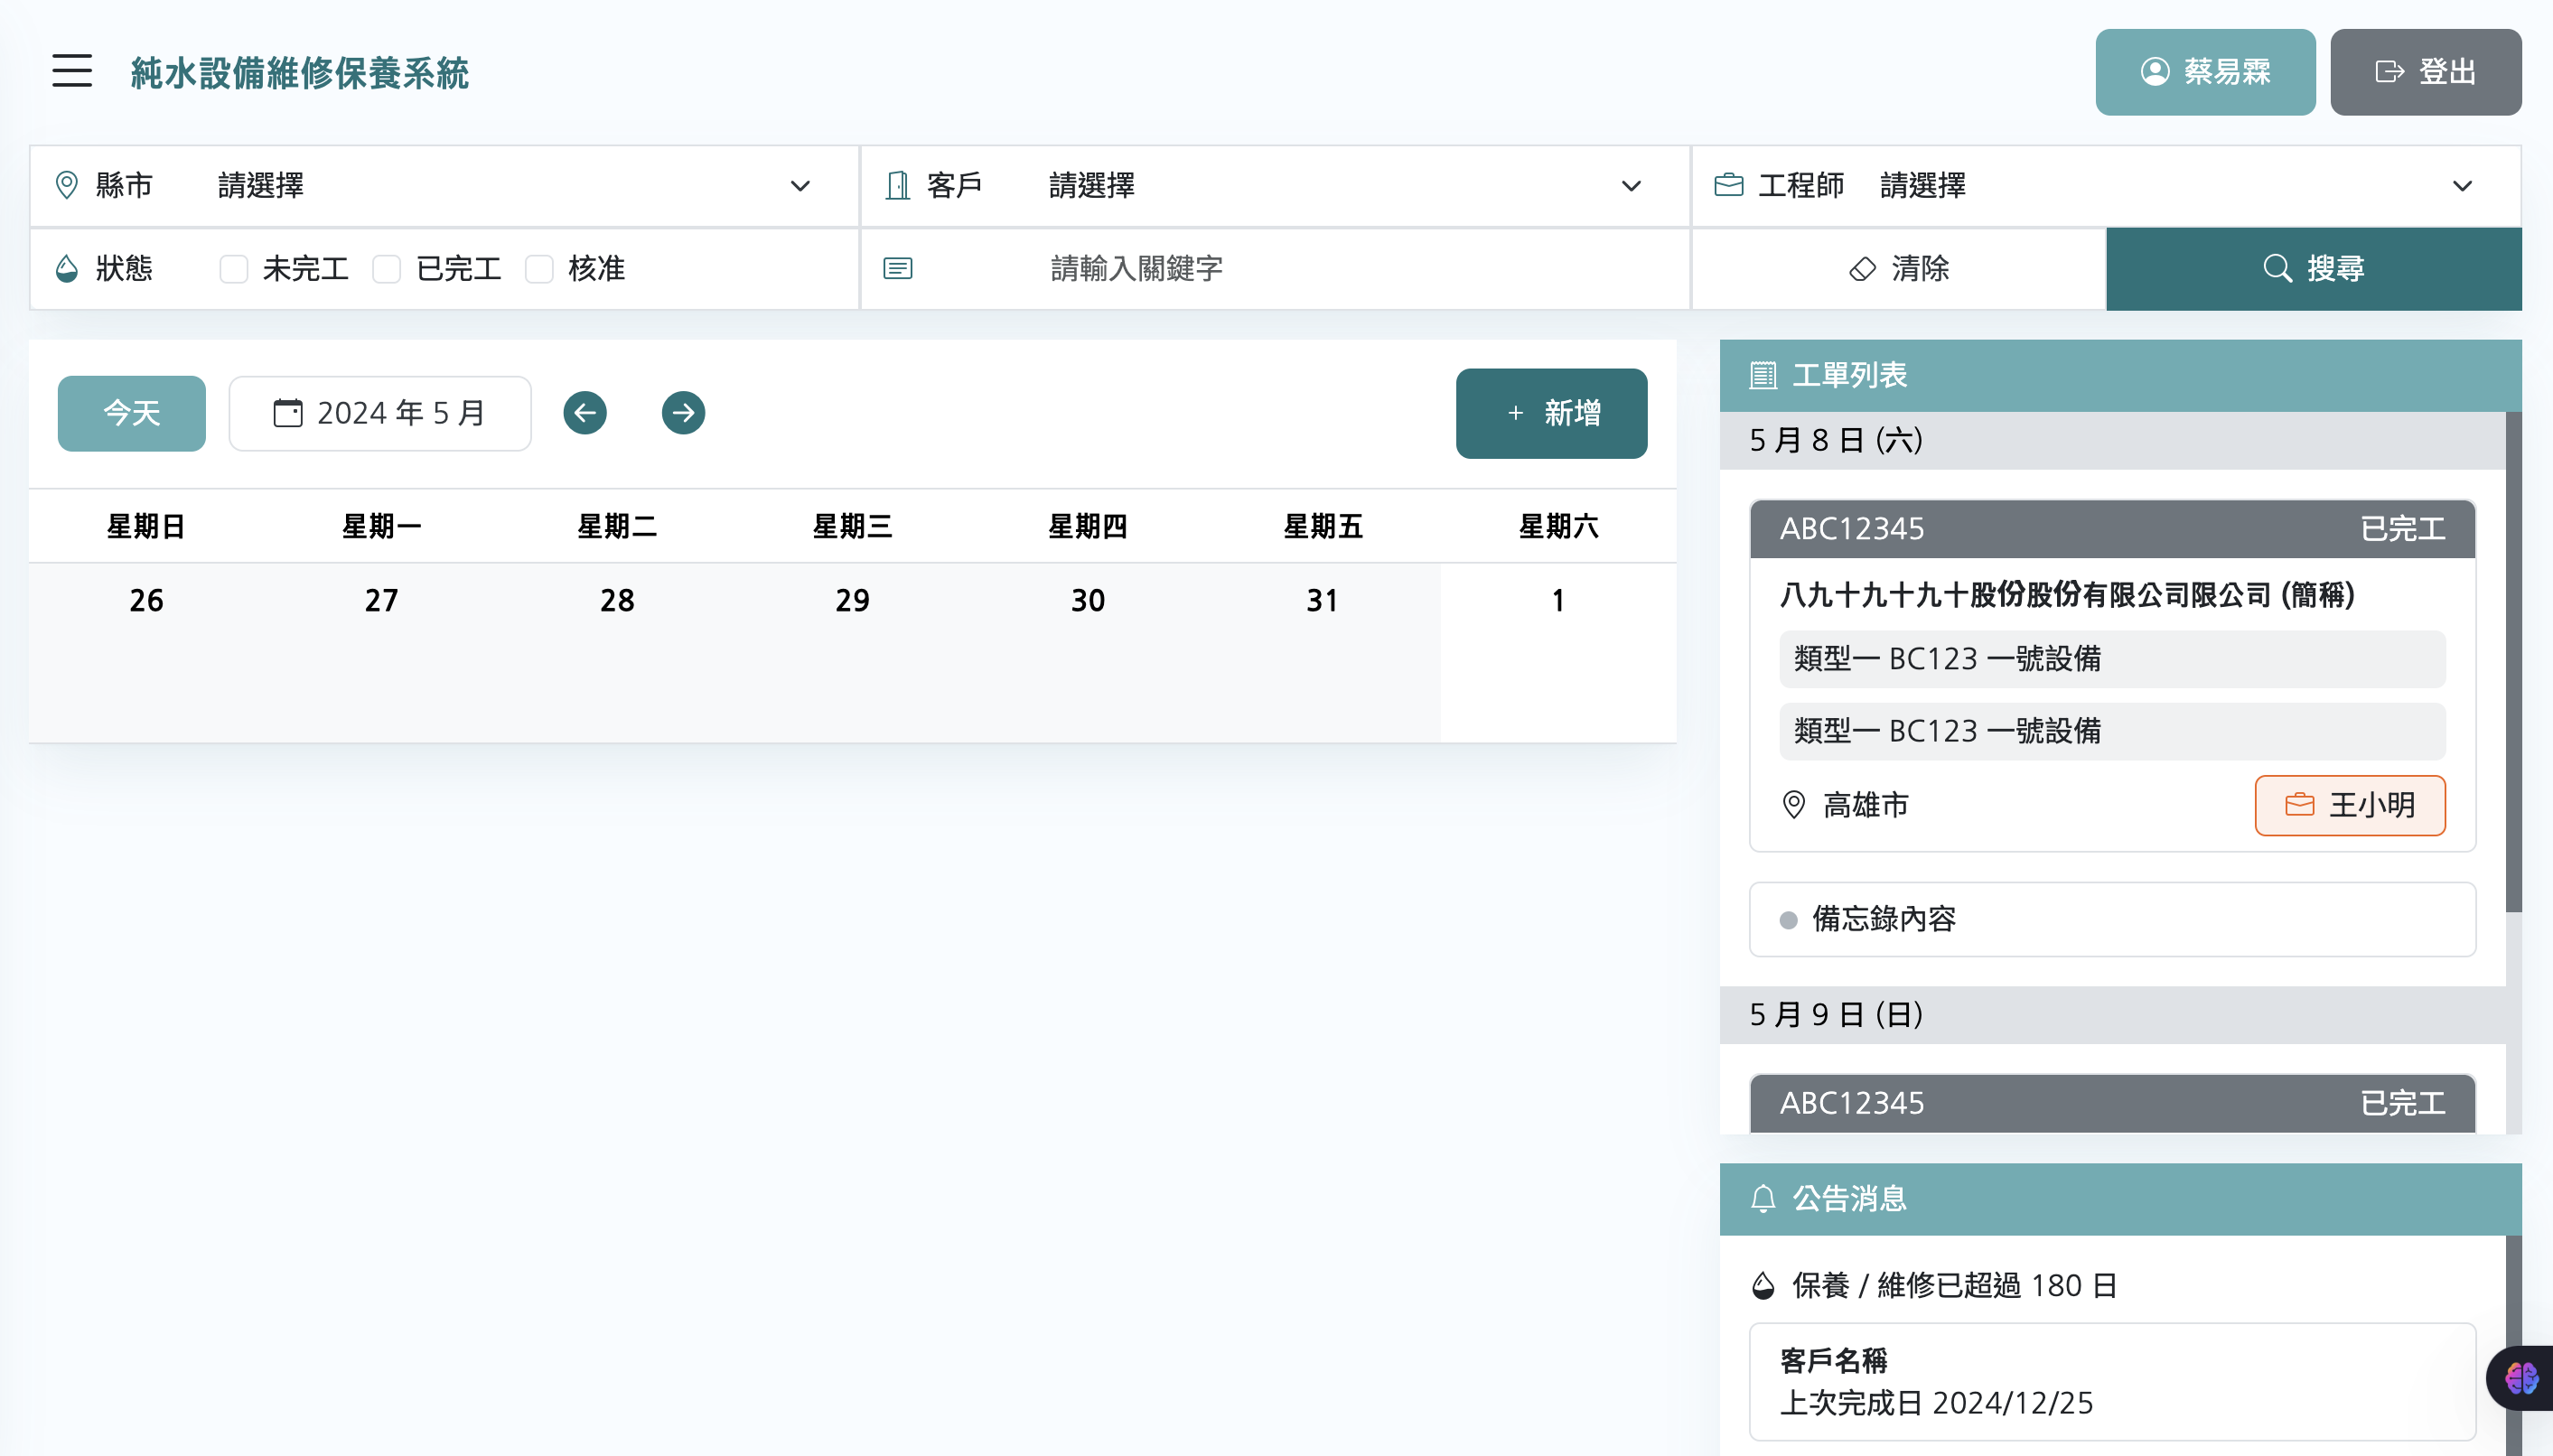 純水設備維修保養系統
蔡易霖
登出
縣市 請選擇
客戶 請選擇
工程師 請選擇
狀態 未完工 已完工 核准
請輸入關鍵字
清除
搜尋
今天
2024 年 5 月
+ 新增
星期日 星期一 星期二 星期三 星期四 星期五 星期六
26 27 28 29 30 31 1
工單列表
5 月 8 日 (六)
ABC12345 已完工
八九十九十九十股份股份有限公司限公司 (簡稱)
類型一 BC123 一號設備
類型一 BC123 一號設備
高雄市 王小明
備忘錄內容
5 月 9 日 (日)
ABC12345 已完工
公告消息
保養 / 維修已超過 180 日
客戶名稱
上次完成日 2024/12/25